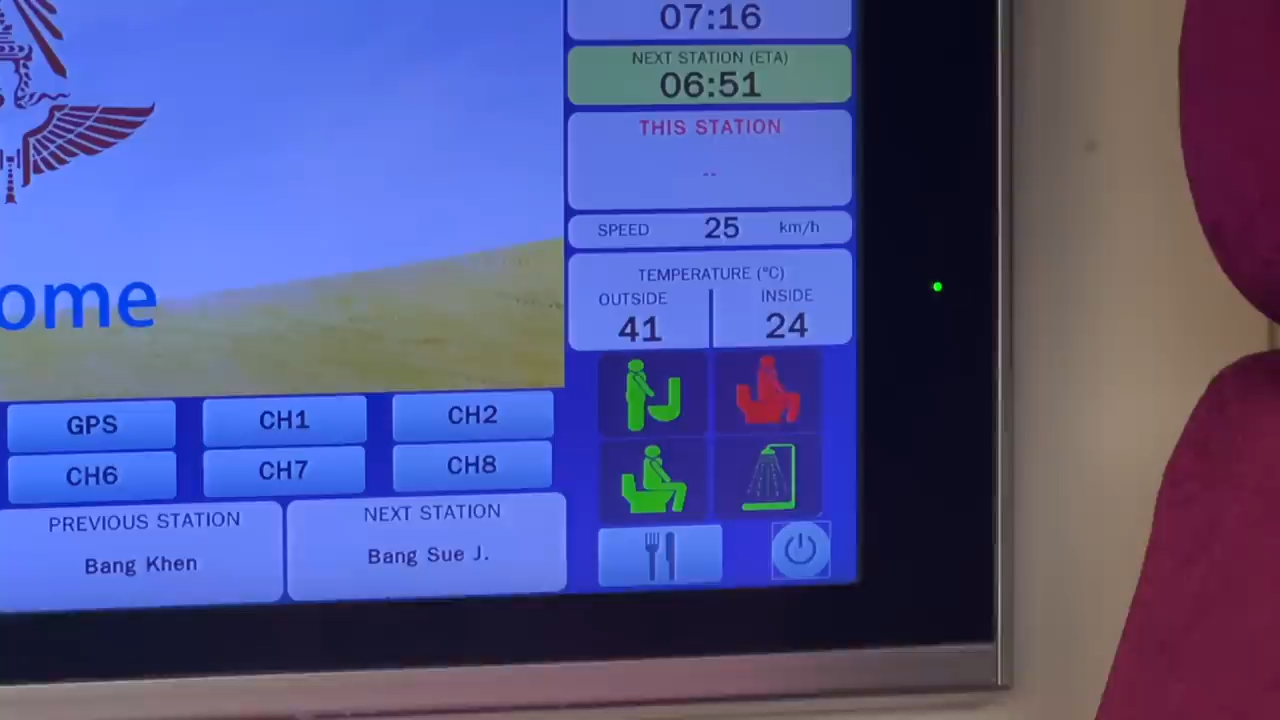 07:16
NEXT STATION (ETA)
06:51
THIS STATION
--
SPEED 25 km/h
TEMPERATURE (°C)
OUTSIDE INSIDE
41 24
ome
GPS CH1 CH2
CH6 CH7 CH8
PREVIOUS STATION
Bang Khen
NEXT STATION
Bang Sue J.